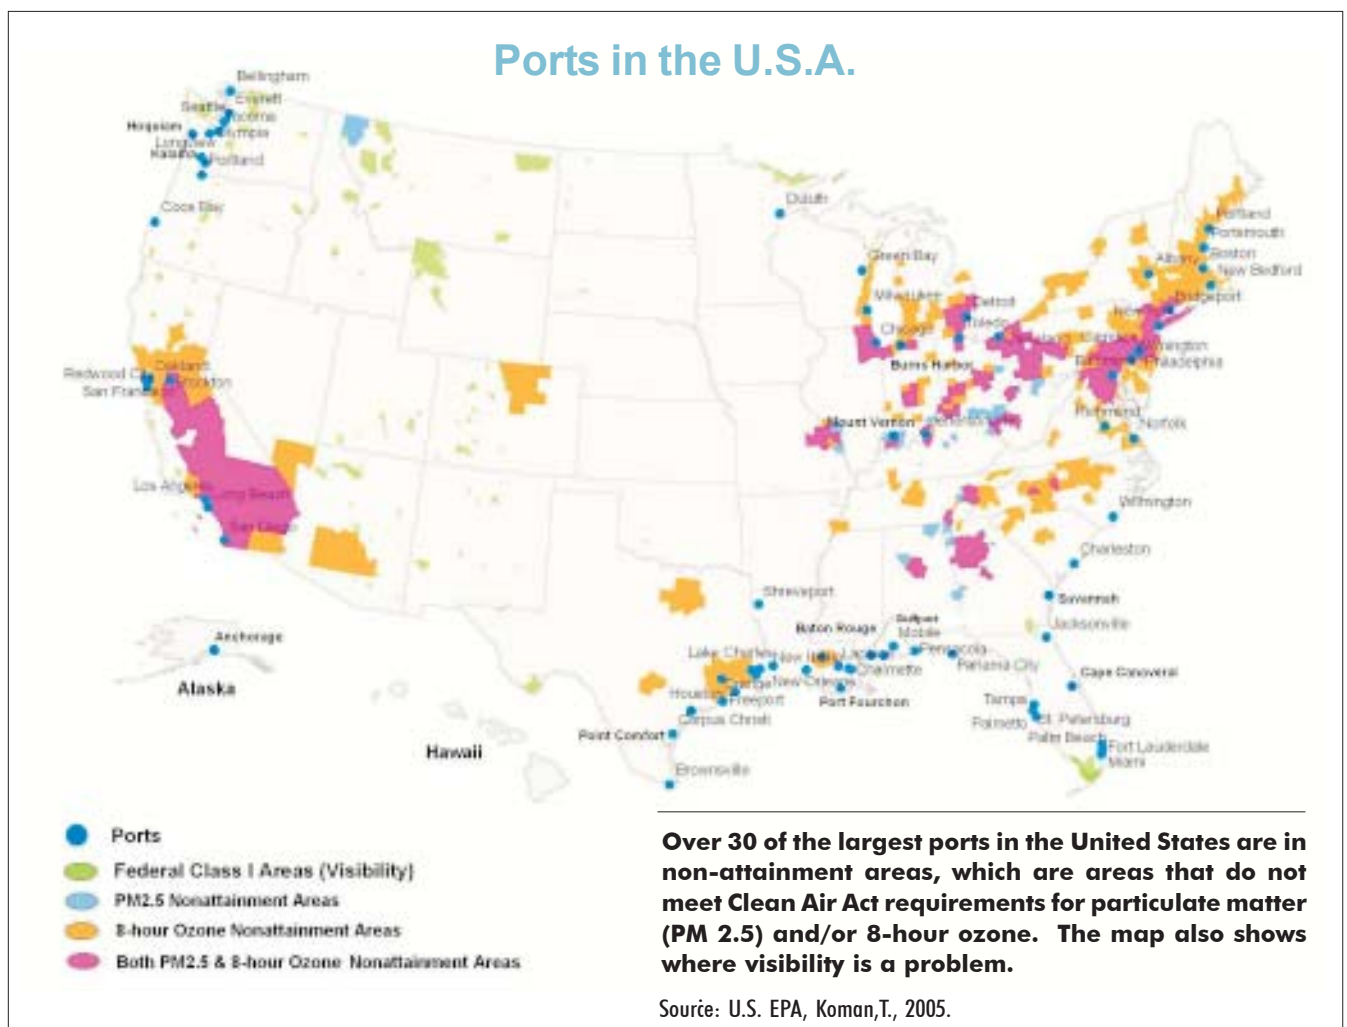 Ports in the U.S.A.
Bellingham
Everett
Seattle
Tacoma
Hoquiam
Olympia
Longview
Kalama
Portland
Coos Bay
Duluth
Green Bay
Milwaukee
Chicago
Burns Harbor
Detroit
Toledo
Cleveland
Albany
Portland
Portsmouth
Boston
New Bedford
Bridgeport
Wilmington
Philadelphia
Richmond
Norfolk
Mount Vernon
Redwood City
Oakland
San Francisco
Stockton
Los Angeles
Long Beach
San Diego
Wilmington
Charleston
Savannah
Jacksonville
Shreveport
Baton Rouge
Gulfport
Mobile
Pensacola
Panama City
Lake Charles
Orange
New Orleans
Chalmette
Houston
Freeport
Port Fourchon
Corpus Christi
Point Comfort
Brownsville
Cape Canaveral
Tampa
Palmetto
St. Petersburg
Palm Beach
Fort Lauderdale
Miami
Anchorage
Alaska
Hawaii
Ports
Federal Class I Areas (Visibility)
PM2.5 Nonattainment Areas
8-hour Ozone Nonattainment Areas
Both PM2.5 & 8-hour Ozone Nonattainment Areas
Over 30 of the largest ports in the United States are in
non-attainment areas, which are areas that do not
meet Clean Air Act requirements for particulate matter
(PM 2.5) and/or 8-hour ozone. The map also shows
where visibility is a problem.
Source: U.S. EPA, Koman,T., 2005.